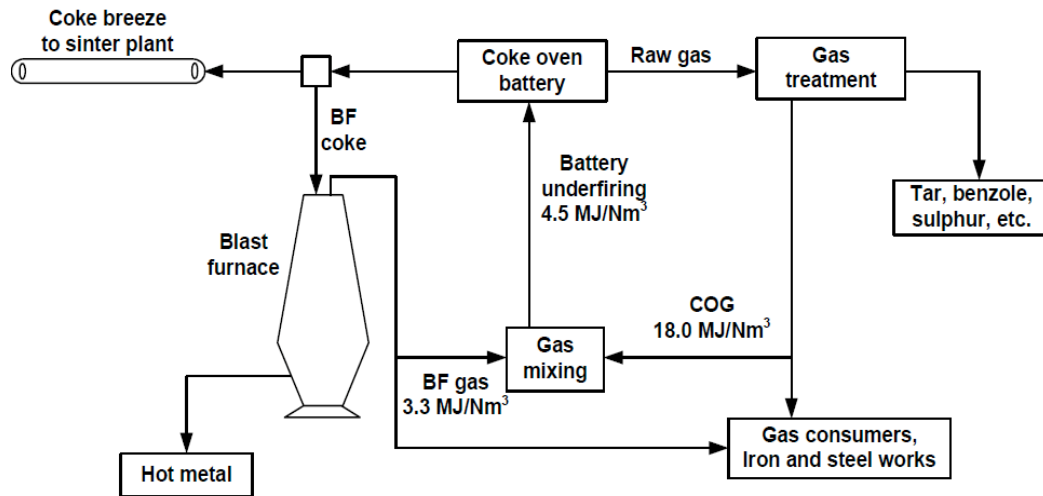 Coke breeze
to sinter plant
Coke oven
battery
Raw gas
Gas
treatment
BF
coke
Battery
underfiring
4.5 MJ/Nm³
Tar, benzole,
sulphur, etc.
Blast
furnace
COG
18.0 MJ/Nm³
Gas
mixing
BF gas
3.3 MJ/Nm³
Gas consumers,
Iron and steel works
Hot metal